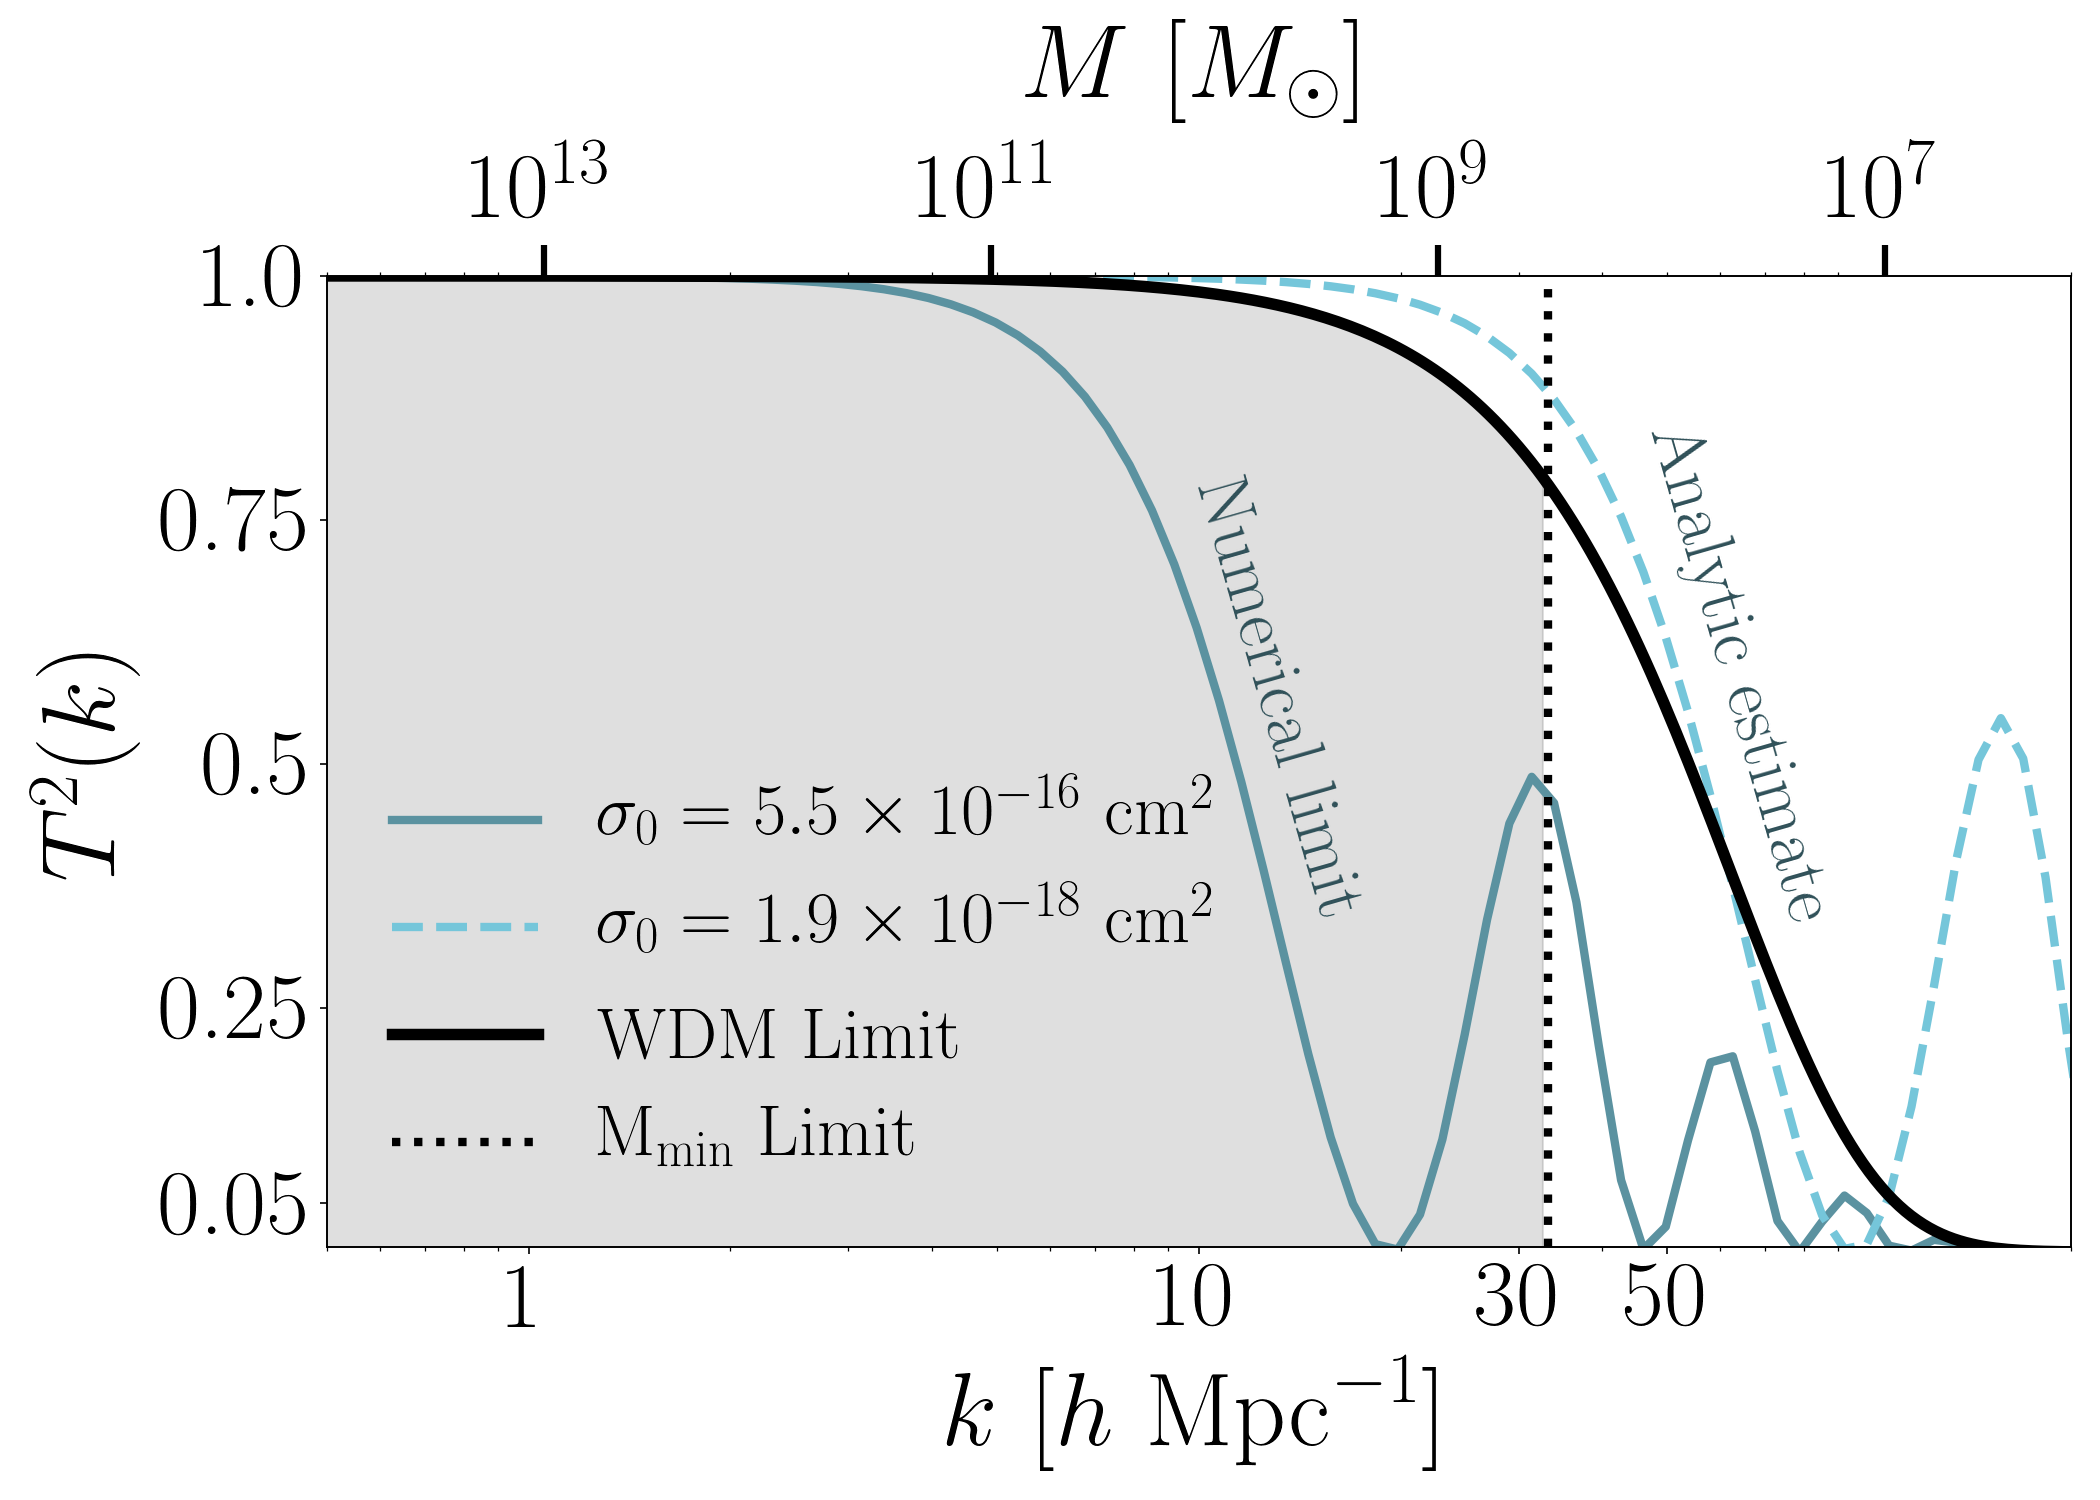 M [M⊙]
10¹³ 10¹¹ 10⁹ 10⁷
1.0
0.75
0.5
0.25
0.05
T²(k)
Numerical limit
Analytic estimate
σ₀ = 5.5 × 10⁻¹⁶ cm²
σ₀ = 1.9 × 10⁻¹⁸ cm²
WDM Limit
Mₘᵢₙ Limit
1 10 30 50
k [h Mpc⁻¹]